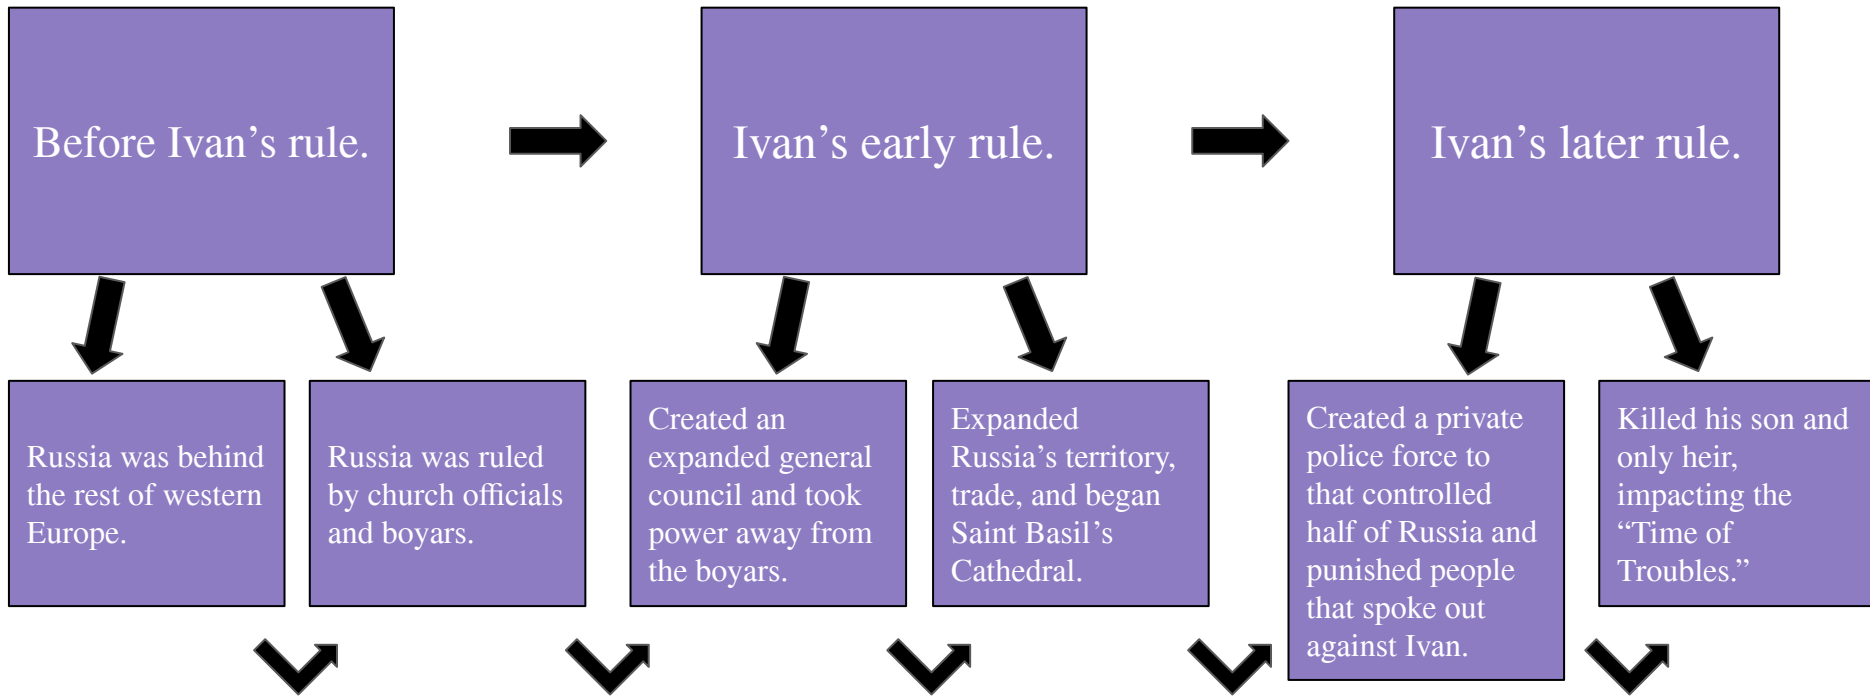 Before Ivan’s rule.
Ivan’s early rule.
Ivan’s later rule.
Russia was behind
the rest of western
Europe.
Russia was ruled
by church officials
and boyars.
Created an
expanded general
council and took
power away from
the boyars.
Expanded
Russia’s territory,
trade, and began
Saint Basil’s
Cathedral.
Created a private
police force to
that controlled
half of Russia and
punished people
that spoke out
against Ivan.
Killed his son and
only heir,
impacting the
“Time of
Troubles.”